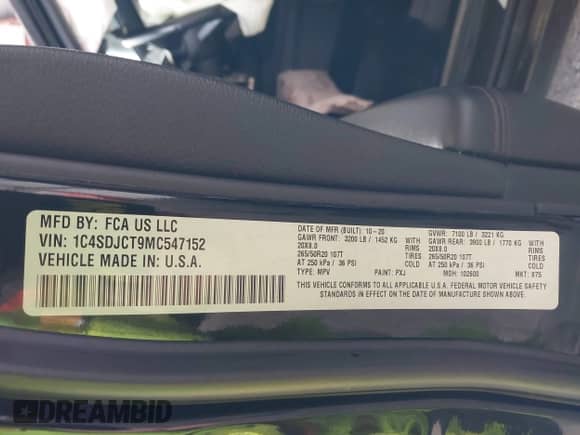 MFD BY: FCA US LLC
VIN: 1C4SDJCT9MC547152
VEHICLE MADE IN: U.S.A.
DATE OF MFR (BUILT) 10-20 GVWR: 7100 LB / 3221 KG
GAWR FRONT: 3200 LB / 1452 KG WITH GAWR REAR: 3900 LB / 1770 KG WITH
20X8.0 RIMS 20X8.0 RIMS
265/50R20 107T TIRES 265/50R20 107T TIRES
AT 250 kPa / 36 PSI AT 250 kPa / 36 PSI
TYPE: MPV PAINT: PXJ MDH: 102600 MKT: X75
THIS VEHICLE CONFORMS TO ALL APPLICABLE U.S.A. FEDERAL MOTOR VEHICLE SAFETY
STANDARDS IN EFFECT ON THE DATE OF MANUFACTURE SHOWN ABOVE.
DREAMBID